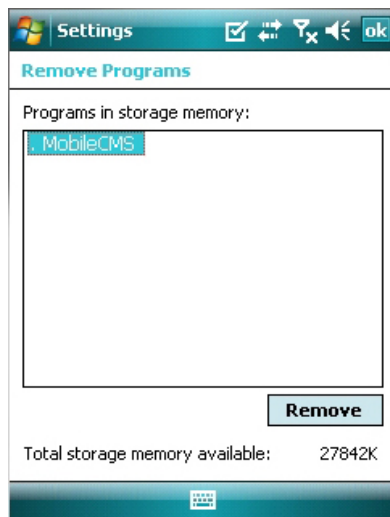 Settings
ok
Remove Programs
Programs in storage memory:
. MobileCMS
Remove
Total storage memory available: 27842K